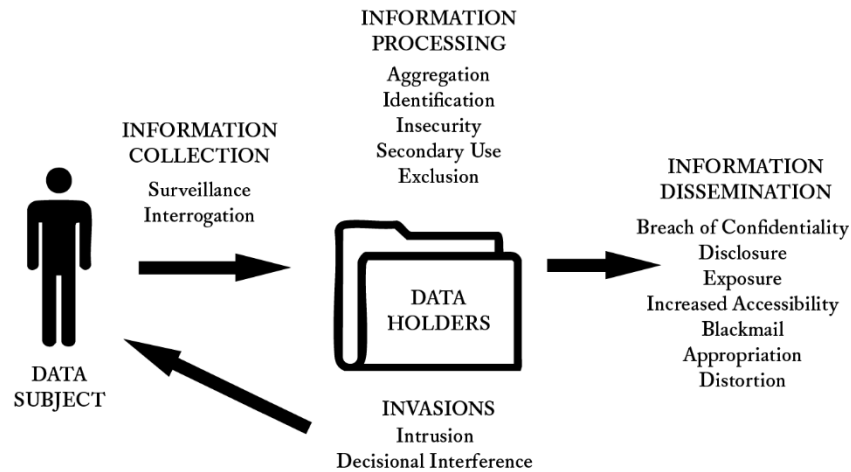 INFORMATION
PROCESSING
Aggregation
Identification
Insecurity
Secondary Use
Exclusion
INFORMATION
COLLECTION
Surveillance
Interrogation
INFORMATION
DISSEMINATION
Breach of Confidentiality
Disclosure
Exposure
Increased Accessibility
Blackmail
Appropriation
Distortion
DATA
HOLDERS
DATA
SUBJECT
INVASIONS
Intrusion
Decisional Interference